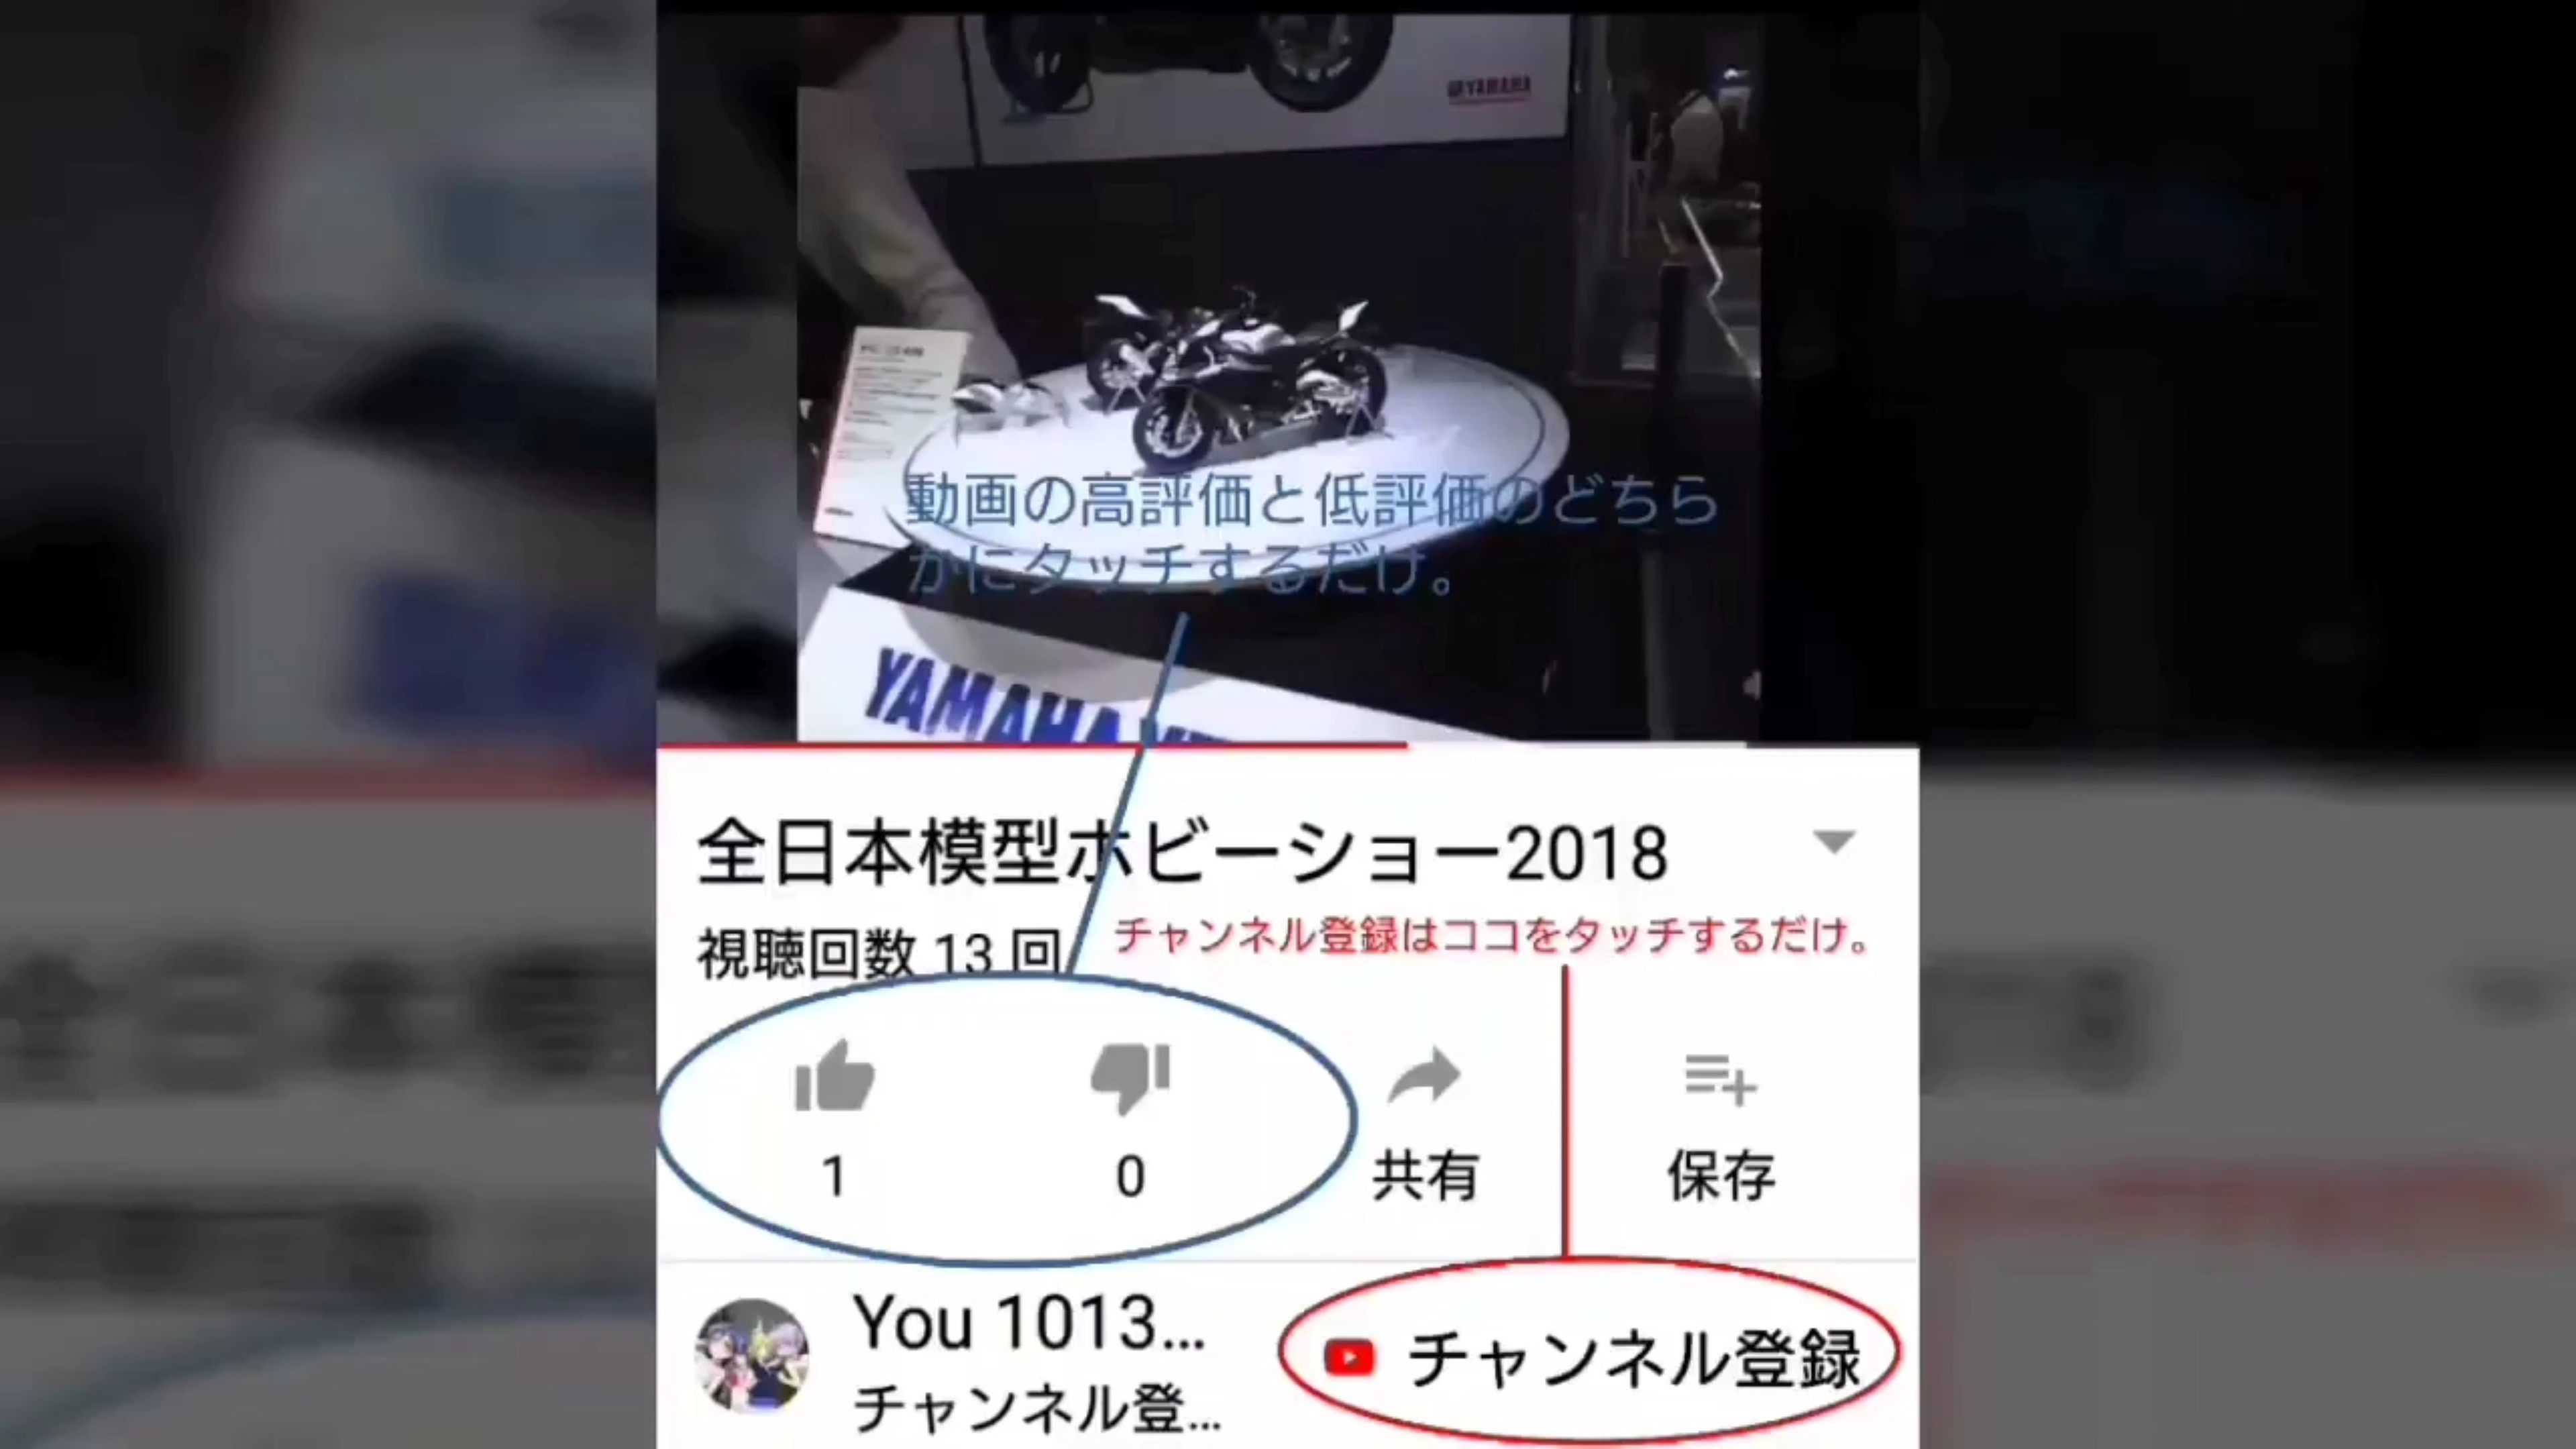 YAMAHA
動画の高評価と低評価のどちら
かにタッチするだけ。
YAMAHA
全日本模型ホビーショー2018
視聴回数 13 回
チャンネル登録はココをタッチするだけ。
1
0
共有
保存
You 1013...
チャンネル登録
チャンネル登...